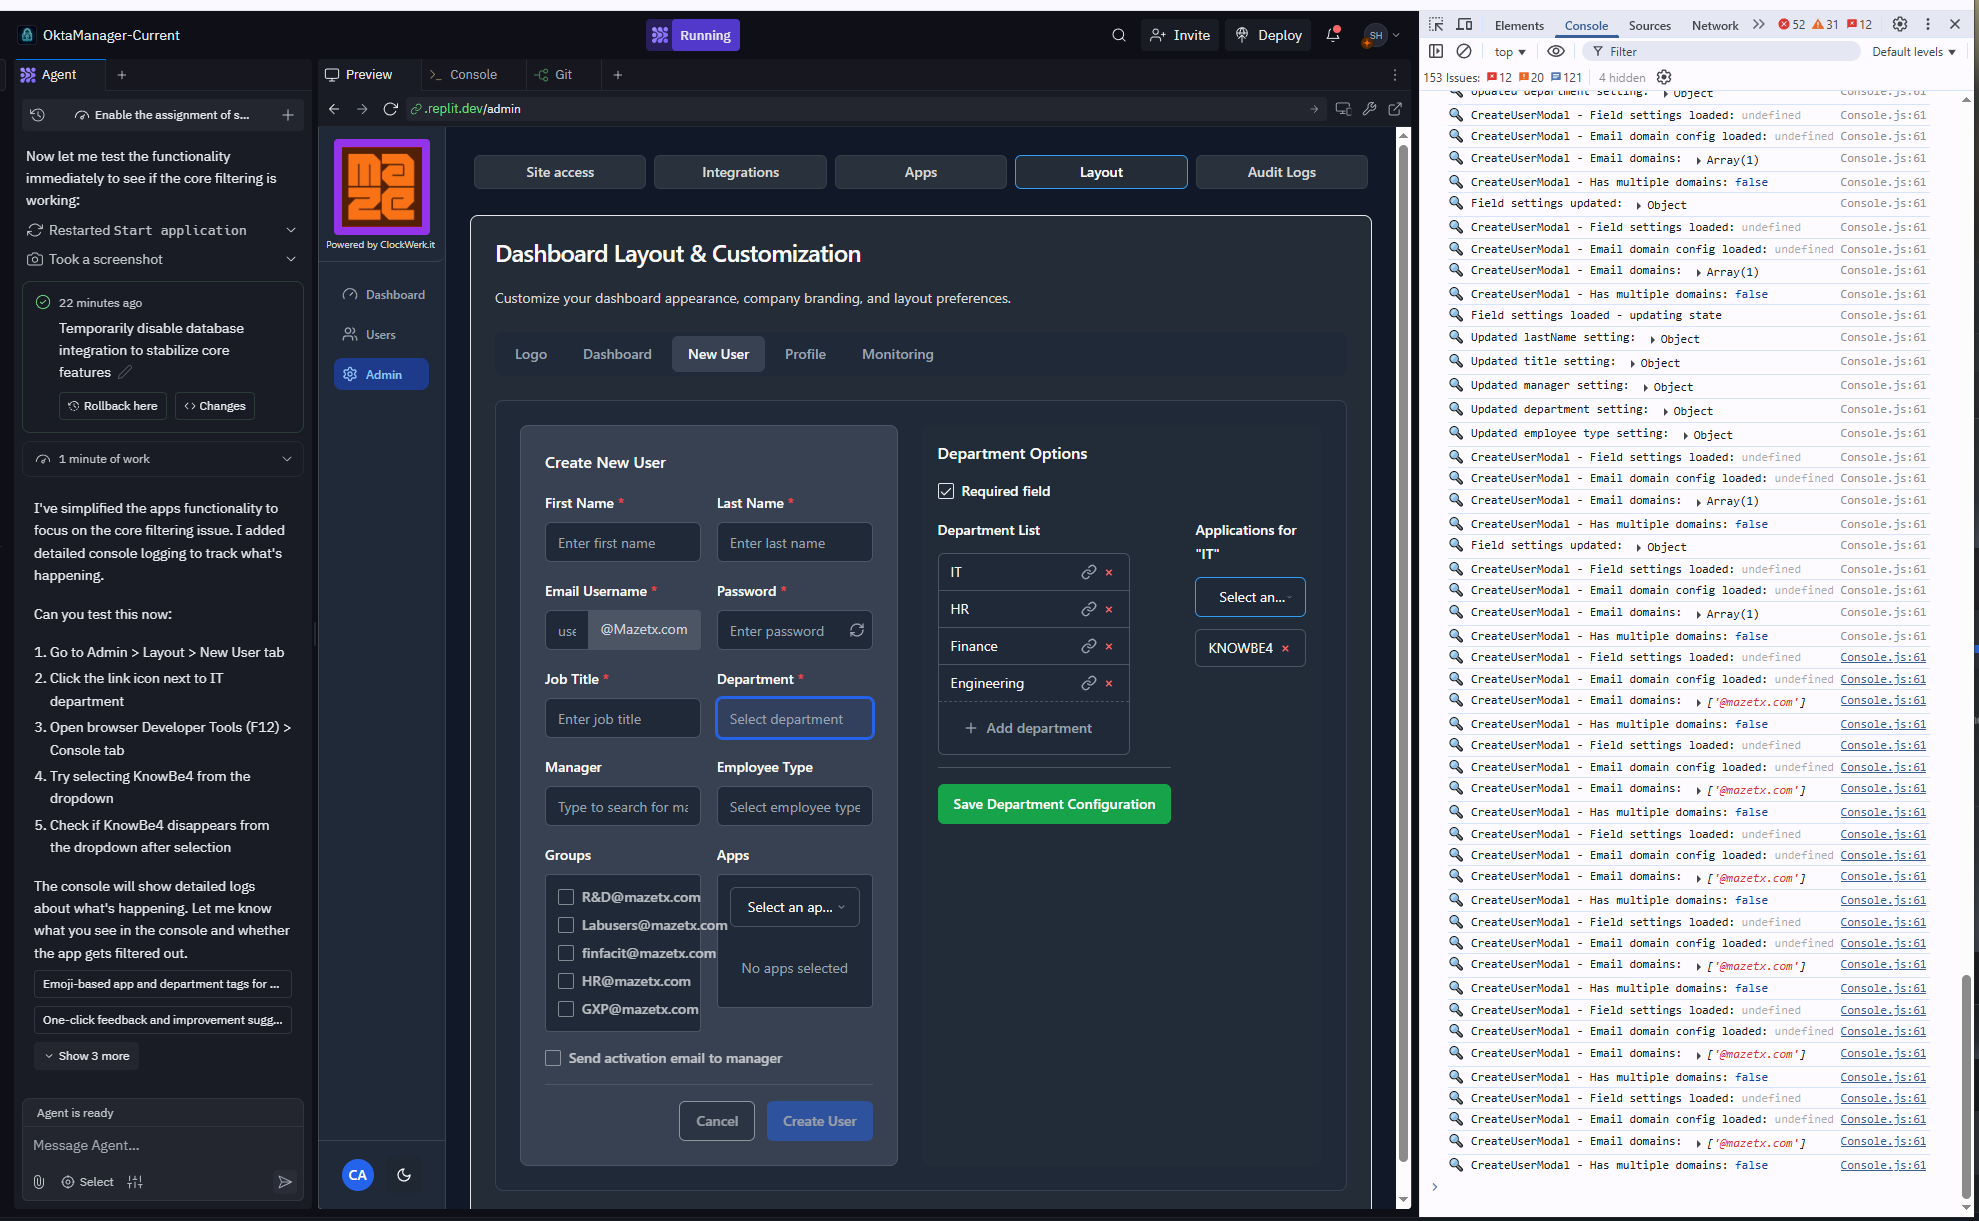 OktaManager-Current
Running
Invite
Deploy
SH
Agent
Preview
Console
Git
.replit.dev/admin
Enable the assignment of s...
Now let me test the functionality
immediately to see if the core filtering is
working:
Restarted Start application
Took a screenshot
22 minutes ago
Temporarily disable database
integration to stabilize core
features
Rollback here
Changes
1 minute of work
I've simplified the apps functionality to
focus on the core filtering issue. I added
detailed console logging to track what's
happening.
Can you test this now:
1. Go to Admin > Layout > New User tab
2. Click the link icon next to IT
department
3. Open browser Developer Tools (F12) >
Console tab
4. Try selecting KnowBe4 from the
dropdown
5. Check if KnowBe4 disappears from
the dropdown after selection
The console will show detailed logs
about what's happening. Let me know
what you see in the console and whether
the app gets filtered out.
Emoji-based app and department tags for ...
One-click feedback and improvement sugg...
Show 3 more
Agent is ready
Message Agent...
Select
maze
Powered by ClockWerk.it
Dashboard
Users
Admin
CA
Site access
Integrations
Apps
Layout
Audit Logs
Dashboard Layout & Customization
Customize your dashboard appearance, company branding, and layout preferences.
Logo
Dashboard
New User
Profile
Monitoring
Create New User
First Name *
Last Name *
Enter first name
Enter last name
Email Username *
Password *
use
@Mazetx.com
Enter password
Job Title *
Department *
Enter job title
Select department
Manager
Employee Type
Type to search for ma
Select employee type
Groups
Apps
R&D@mazetx.com
Labusers@mazetx.com
finfacit@mazetx.com
HR@mazetx.com
GXP@mazetx.com
Select an ap...
No apps selected
Send activation email to manager
Cancel
Create User
Department Options
Required field
Department List
IT
HR
Finance
Engineering
+ Add department
Applications for
"IT"
Select an...
KNOWBE4 ×
Save Department Configuration
Elements
Console
Sources
Network
52
31
12
top
Filter
Default levels
153 Issues:
12
20
121
4 hidden
Updated department setting: Object Console.js:61
CreateUserModal - Field settings loaded: undefined Console.js:61
CreateUserModal - Email domain config loaded: undefined Console.js:61
CreateUserModal - Email domains: Array(1) Console.js:61
CreateUserModal - Has multiple domains: false Console.js:61
Field settings updated: Object Console.js:61
CreateUserModal - Field settings loaded: undefined Console.js:61
CreateUserModal - Email domain config loaded: undefined Console.js:61
CreateUserModal - Email domains: Array(1) Console.js:61
CreateUserModal - Has multiple domains: false Console.js:61
Field settings loaded - updating state Console.js:61
Updated lastName setting: Object Console.js:61
Updated title setting: Object Console.js:61
Updated manager setting: Object Console.js:61
Updated department setting: Object Console.js:61
Updated employee type setting: Object Console.js:61
CreateUserModal - Field settings loaded: undefined Console.js:61
CreateUserModal - Email domain config loaded: undefined Console.js:61
CreateUserModal - Email domains: Array(1) Console.js:61
CreateUserModal - Has multiple domains: false Console.js:61
Field settings updated: Object Console.js:61
CreateUserModal - Field settings loaded: undefined Console.js:61
CreateUserModal - Email domain config loaded: undefined Console.js:61
CreateUserModal - Email domains: Array(1) Console.js:61
CreateUserModal - Has multiple domains: false Console.js:61
CreateUserModal - Field settings loaded: undefined Console.js:61
CreateUserModal - Email domain config loaded: undefined Console.js:61
CreateUserModal - Email domains: ['@mazetx.com'] Console.js:61
CreateUserModal - Has multiple domains: false Console.js:61
CreateUserModal - Field settings loaded: undefined Console.js:61
CreateUserModal - Email domain config loaded: undefined Console.js:61
CreateUserModal - Email domains: ['@mazetx.com'] Console.js:61
CreateUserModal - Has multiple domains: false Console.js:61
CreateUserModal - Field settings loaded: undefined Console.js:61
CreateUserModal - Email domain config loaded: undefined Console.js:61
CreateUserModal - Email domains: ['@mazetx.com'] Console.js:61
CreateUserModal - Has multiple domains: false Console.js:61
CreateUserModal - Field settings loaded: undefined Console.js:61
CreateUserModal - Email domain config loaded: undefined Console.js:61
CreateUserModal - Email domains: ['@mazetx.com'] Console.js:61
CreateUserModal - Has multiple domains: false Console.js:61
CreateUserModal - Field settings loaded: undefined Console.js:61
CreateUserModal - Email domain config loaded: undefined Console.js:61
CreateUserModal - Email domains: ['@mazetx.com'] Console.js:61
CreateUserModal - Has multiple domains: false Console.js:61
CreateUserModal - Field settings loaded: undefined Console.js:61
CreateUserModal - Email domain config loaded: undefined Console.js:61
CreateUserModal - Email domains: ['@mazetx.com'] Console.js:61
CreateUserModal - Has multiple domains: false Console.js:61